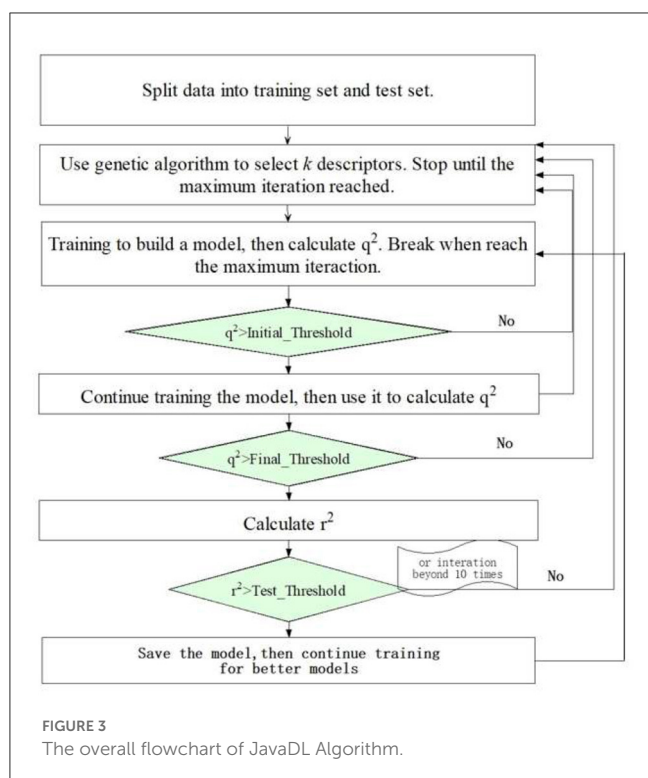 Split data into training set and test set.
Use genetic algorithm to select k descriptors. Stop until the
maximum iteration reached.
Training to build a model, then calculate q². Break when reach
the maximum iteraction.
q²>Initial_Threshold
No
Continue training the model, then use it to calculate q²
q²>Final_Threshold
No
Calculate r²
or interation
beyond 10 times
r²>Test_Threshold
No
Save the model,then continue training
for better models
FIGURE 3
The overall flowchart of JavaDL Algorithm.